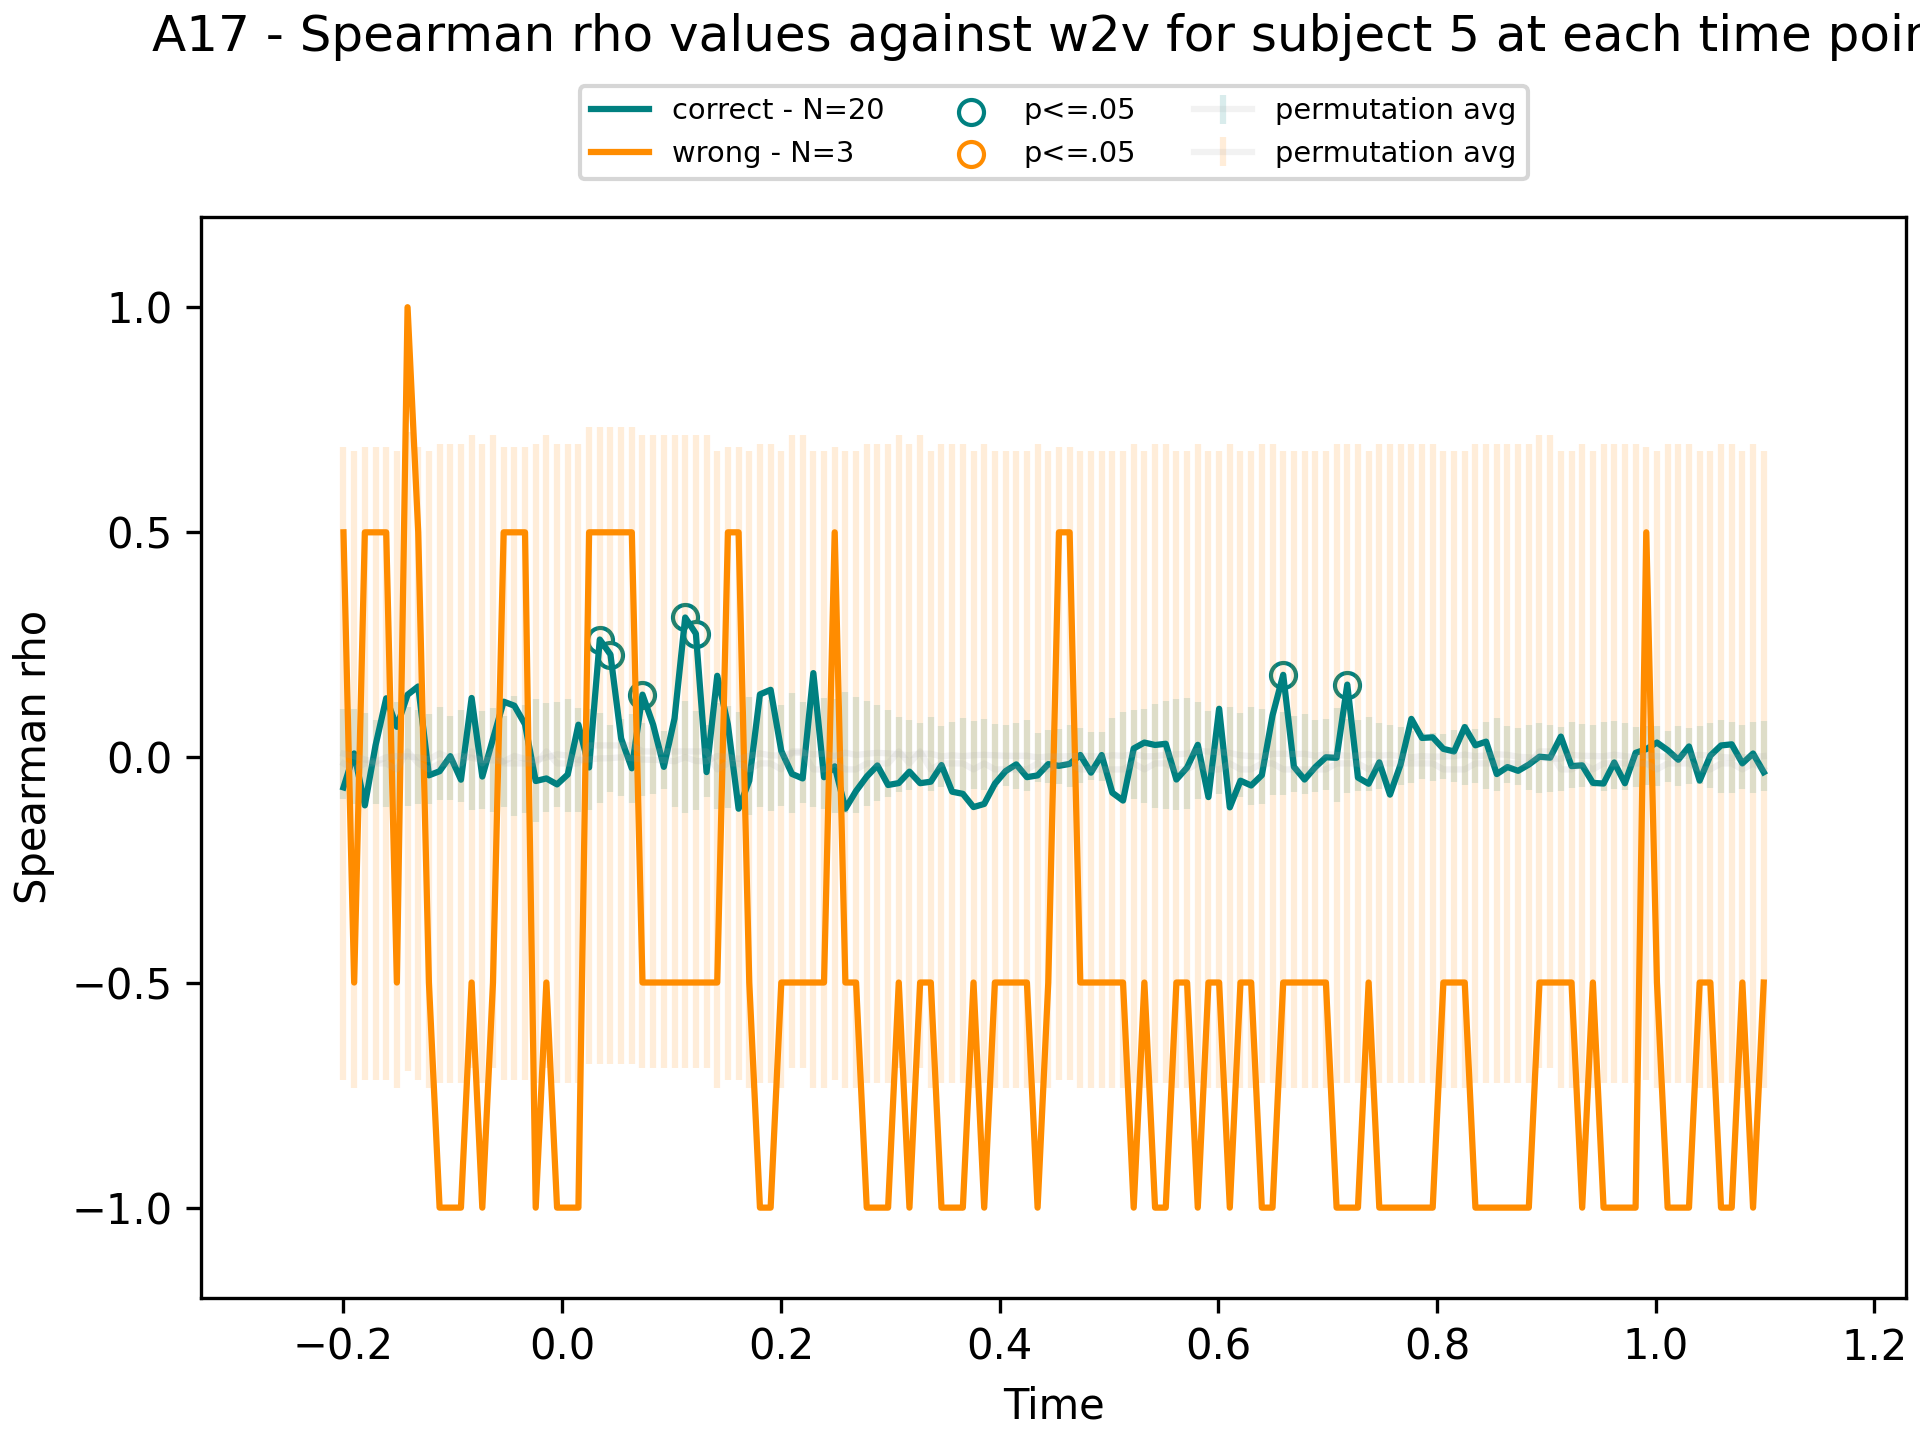 A17 - Spearman rho values against w2v for subject 5 at each time
correct - N=20
wrong - N=3
p<=.05
p<=.05
permutation avg
permutation avg
1.0
0.5
0.0
−0.5
−1.0
Spearman rho
−0.2
0.0
0.2
0.4
0.6
0.8
1.0
1.2
Time